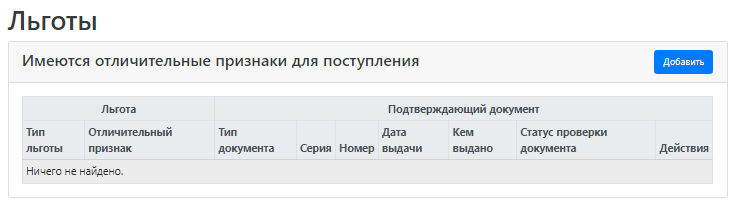 Льготы
Имеются отличительные признаки для поступления
Добавить
Льгота
Подтверждающий документ
Тип льготы
Отличительный признак
Тип документа
Серия
Номер
Дата выдачи
Кем выдано
Статус проверки документа
Действия
Ничего не найдено.